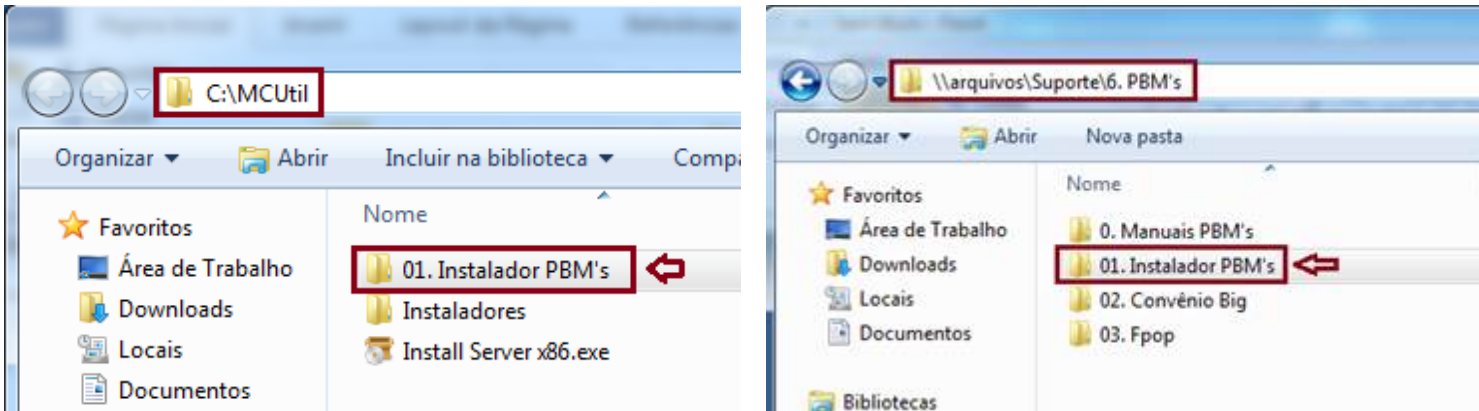 C:\MCUtil
Organizar Abrir Incluir na biblioteca
Favoritos
Área de Trabalho
Downloads
Locais
Documentos
Nome
01. Instalador PBM's
Instaladores
Install Server x86.exe
\\arquivos\Suporte\6. PBM's
Organizar Abrir Nova pasta
Favoritos
Área de Trabalho
Downloads
Locais
Documentos
Bibliotecas
Nome
0. Manuais PBM's
01. Instalador PBM's
02. Convênio Big
03. Fpop